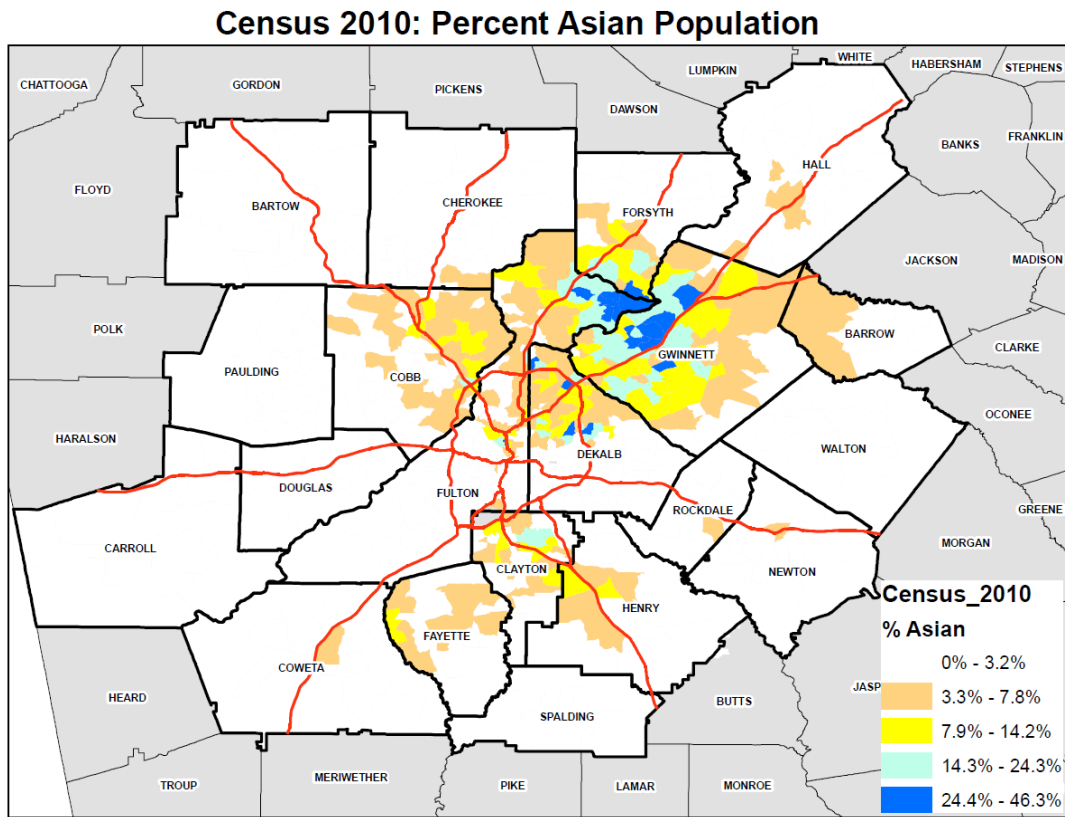 Census 2010: Percent Asian Population
WHITE
HABERSHAM
STEPHENS
LUMPKIN
CHATTOOGA
GORDON
PICKENS
DAWSON
FRANKLIN
BANKS
HALL
FLOYD
CHEROKEE
BARTOW
FORSYTH
JACKSON
MADISON
POLK
BARROW
CLARKE
GWINNETT
PAULDING
COBB
OCONEE
HARALSON
WALTON
DEKALB
DOUGLAS
FULTON
GREENE
ROCKDALE
MORGAN
CARROLL
CLAYTON
NEWTON
HENRY
FAYETTE
COWETA
HEARD
BUTTS
JASP
SPALDING
TROUP
MERIWETHER
PIKE
LAMAR
MONROE
Census_2010
% Asian
0% - 3.2%
3.3% - 7.8%
7.9% - 14.2%
14.3% - 24.3%
24.4% - 46.3%